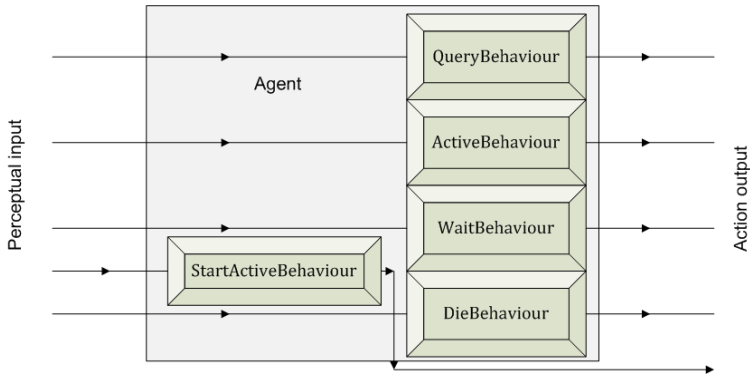 QueryBehaviour
Agent
Perceptual input
ActiveBehaviour
Action output
WaitBehaviour
StartActiveBehaviour
DieBehaviour